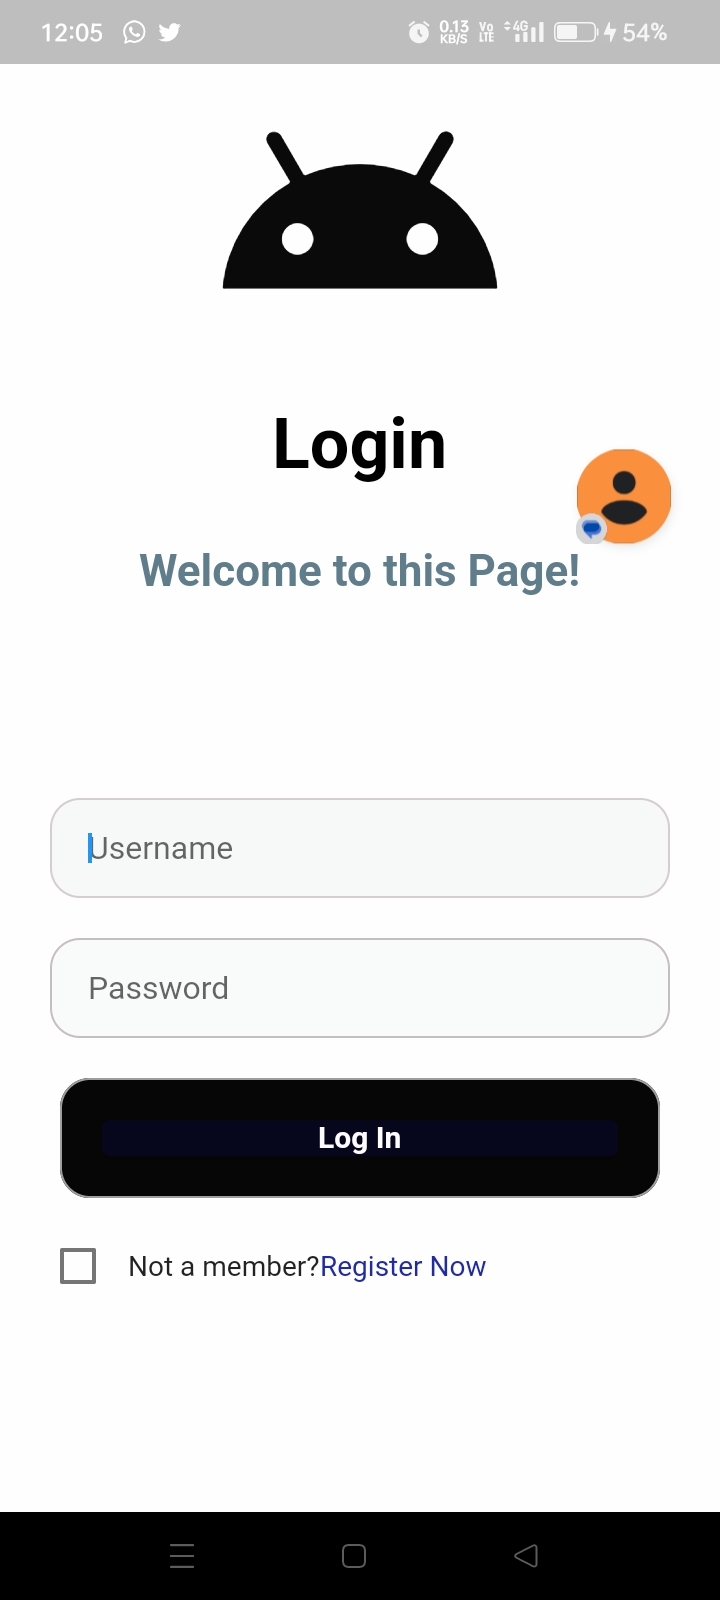 12:05 0.13 KB/S Vo LTE 4G 54%
Login
Welcome to this Page!
Username
Password
Log In
Not a member?Register Now